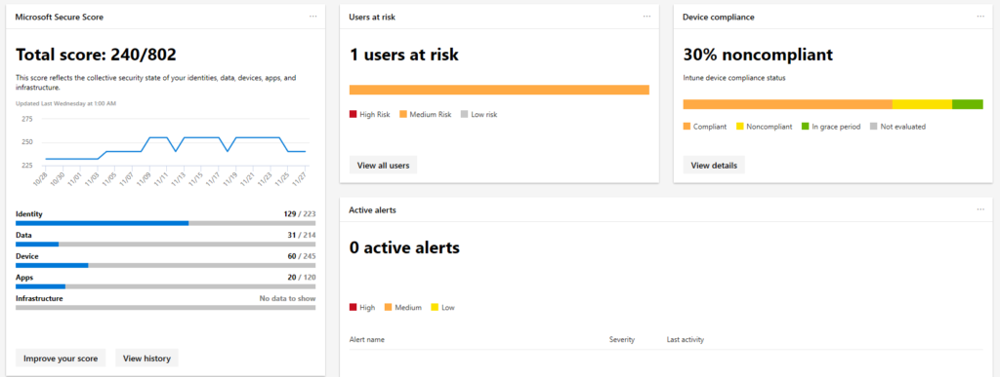 Microsoft Secure Score
...
Total score: 240/802
This score reflects the collective security state of your identities, data, devices, apps, and
infrastructure.
Updated Last Wednesday at 1:00 AM
275
250
225
10/28 10/30 11/01 11/03 11/05 11/07 11/09 11/11 11/13 11/15 11/17 11/19 11/21 11/23 11/25 11/27
Identity 129 / 223
Data 31 / 214
Device 60 / 245
Apps 20 / 120
Infrastructure No data to show
Improve your score View history
Users at risk
...
1 users at risk
High Risk Medium Risk Low risk
View all users
Device compliance
...
30% noncompliant
Intune device compliance status
Compliant Noncompliant In grace period Not evaluated
View details
Active alerts
...
0 active alerts
High Medium Low
Alert name Severity Last activity